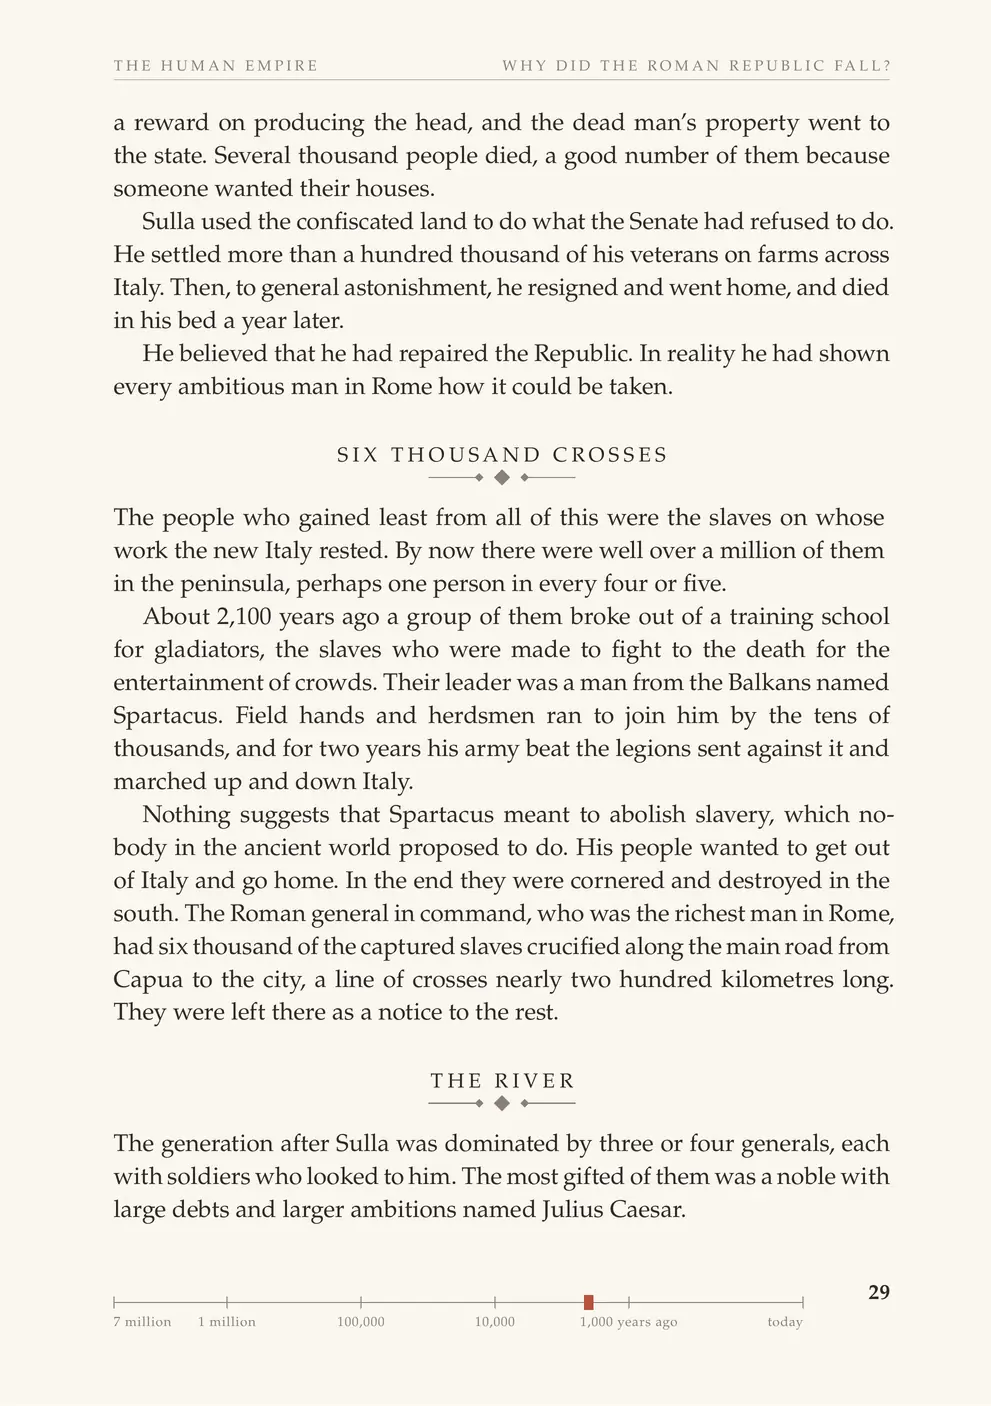 THE HUMAN EMPIRE
WHY DID THE ROMAN REPUBLIC FALL?
a reward on producing the head, and the dead man’s property went to
the state. Several thousand people died, a good number of them because
someone wanted their houses.
Sulla used the confiscated land to do what the Senate had refused to do.
He settled more than a hundred thousand of his veterans on farms across
Italy. Then, to general astonishment, he resigned and went home, and died
in his bed a year later.
He believed that he had repaired the Republic. In reality he had shown
every ambitious man in Rome how it could be taken.
SIX THOUSAND CROSSES
The people who gained least from all of this were the slaves on whose
work the new Italy rested. By now there were well over a million of them
in the peninsula, perhaps one person in every four or five.
About 2,100 years ago a group of them broke out of a training school
for gladiators, the slaves who were made to fight to the death for the
entertainment of crowds. Their leader was a man from the Balkans named
Spartacus. Field hands and herdsmen ran to join him by the tens of
thousands, and for two years his army beat the legions sent against it and
marched up and down Italy.
Nothing suggests that Spartacus meant to abolish slavery, which no-
body in the ancient world proposed to do. His people wanted to get out
of Italy and go home. In the end they were cornered and destroyed in the
south. The Roman general in command, who was the richest man in Rome,
had six thousand of the captured slaves crucified along the main road from
Capua to the city, a line of crosses nearly two hundred kilometres long.
They were left there as a notice to the rest.
THE RIVER
The generation after Sulla was dominated by three or four generals, each
with soldiers who looked to him. The most gifted of them was a noble with
large debts and larger ambitions named Julius Caesar.
29
7 million
1 million
100,000
10,000
1,000 years ago
today